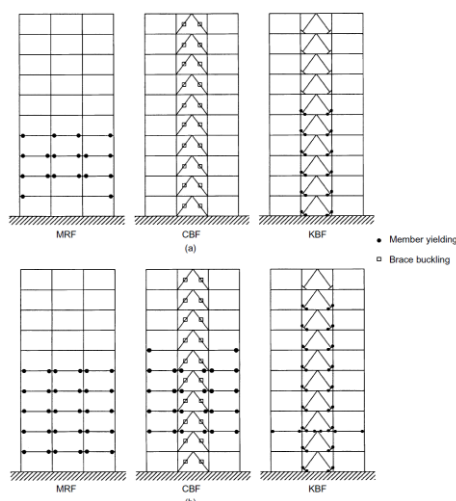 MRF CBF KBF
(a)
● Member yielding
□ Brace buckling
MRF CBF KBF
(b)